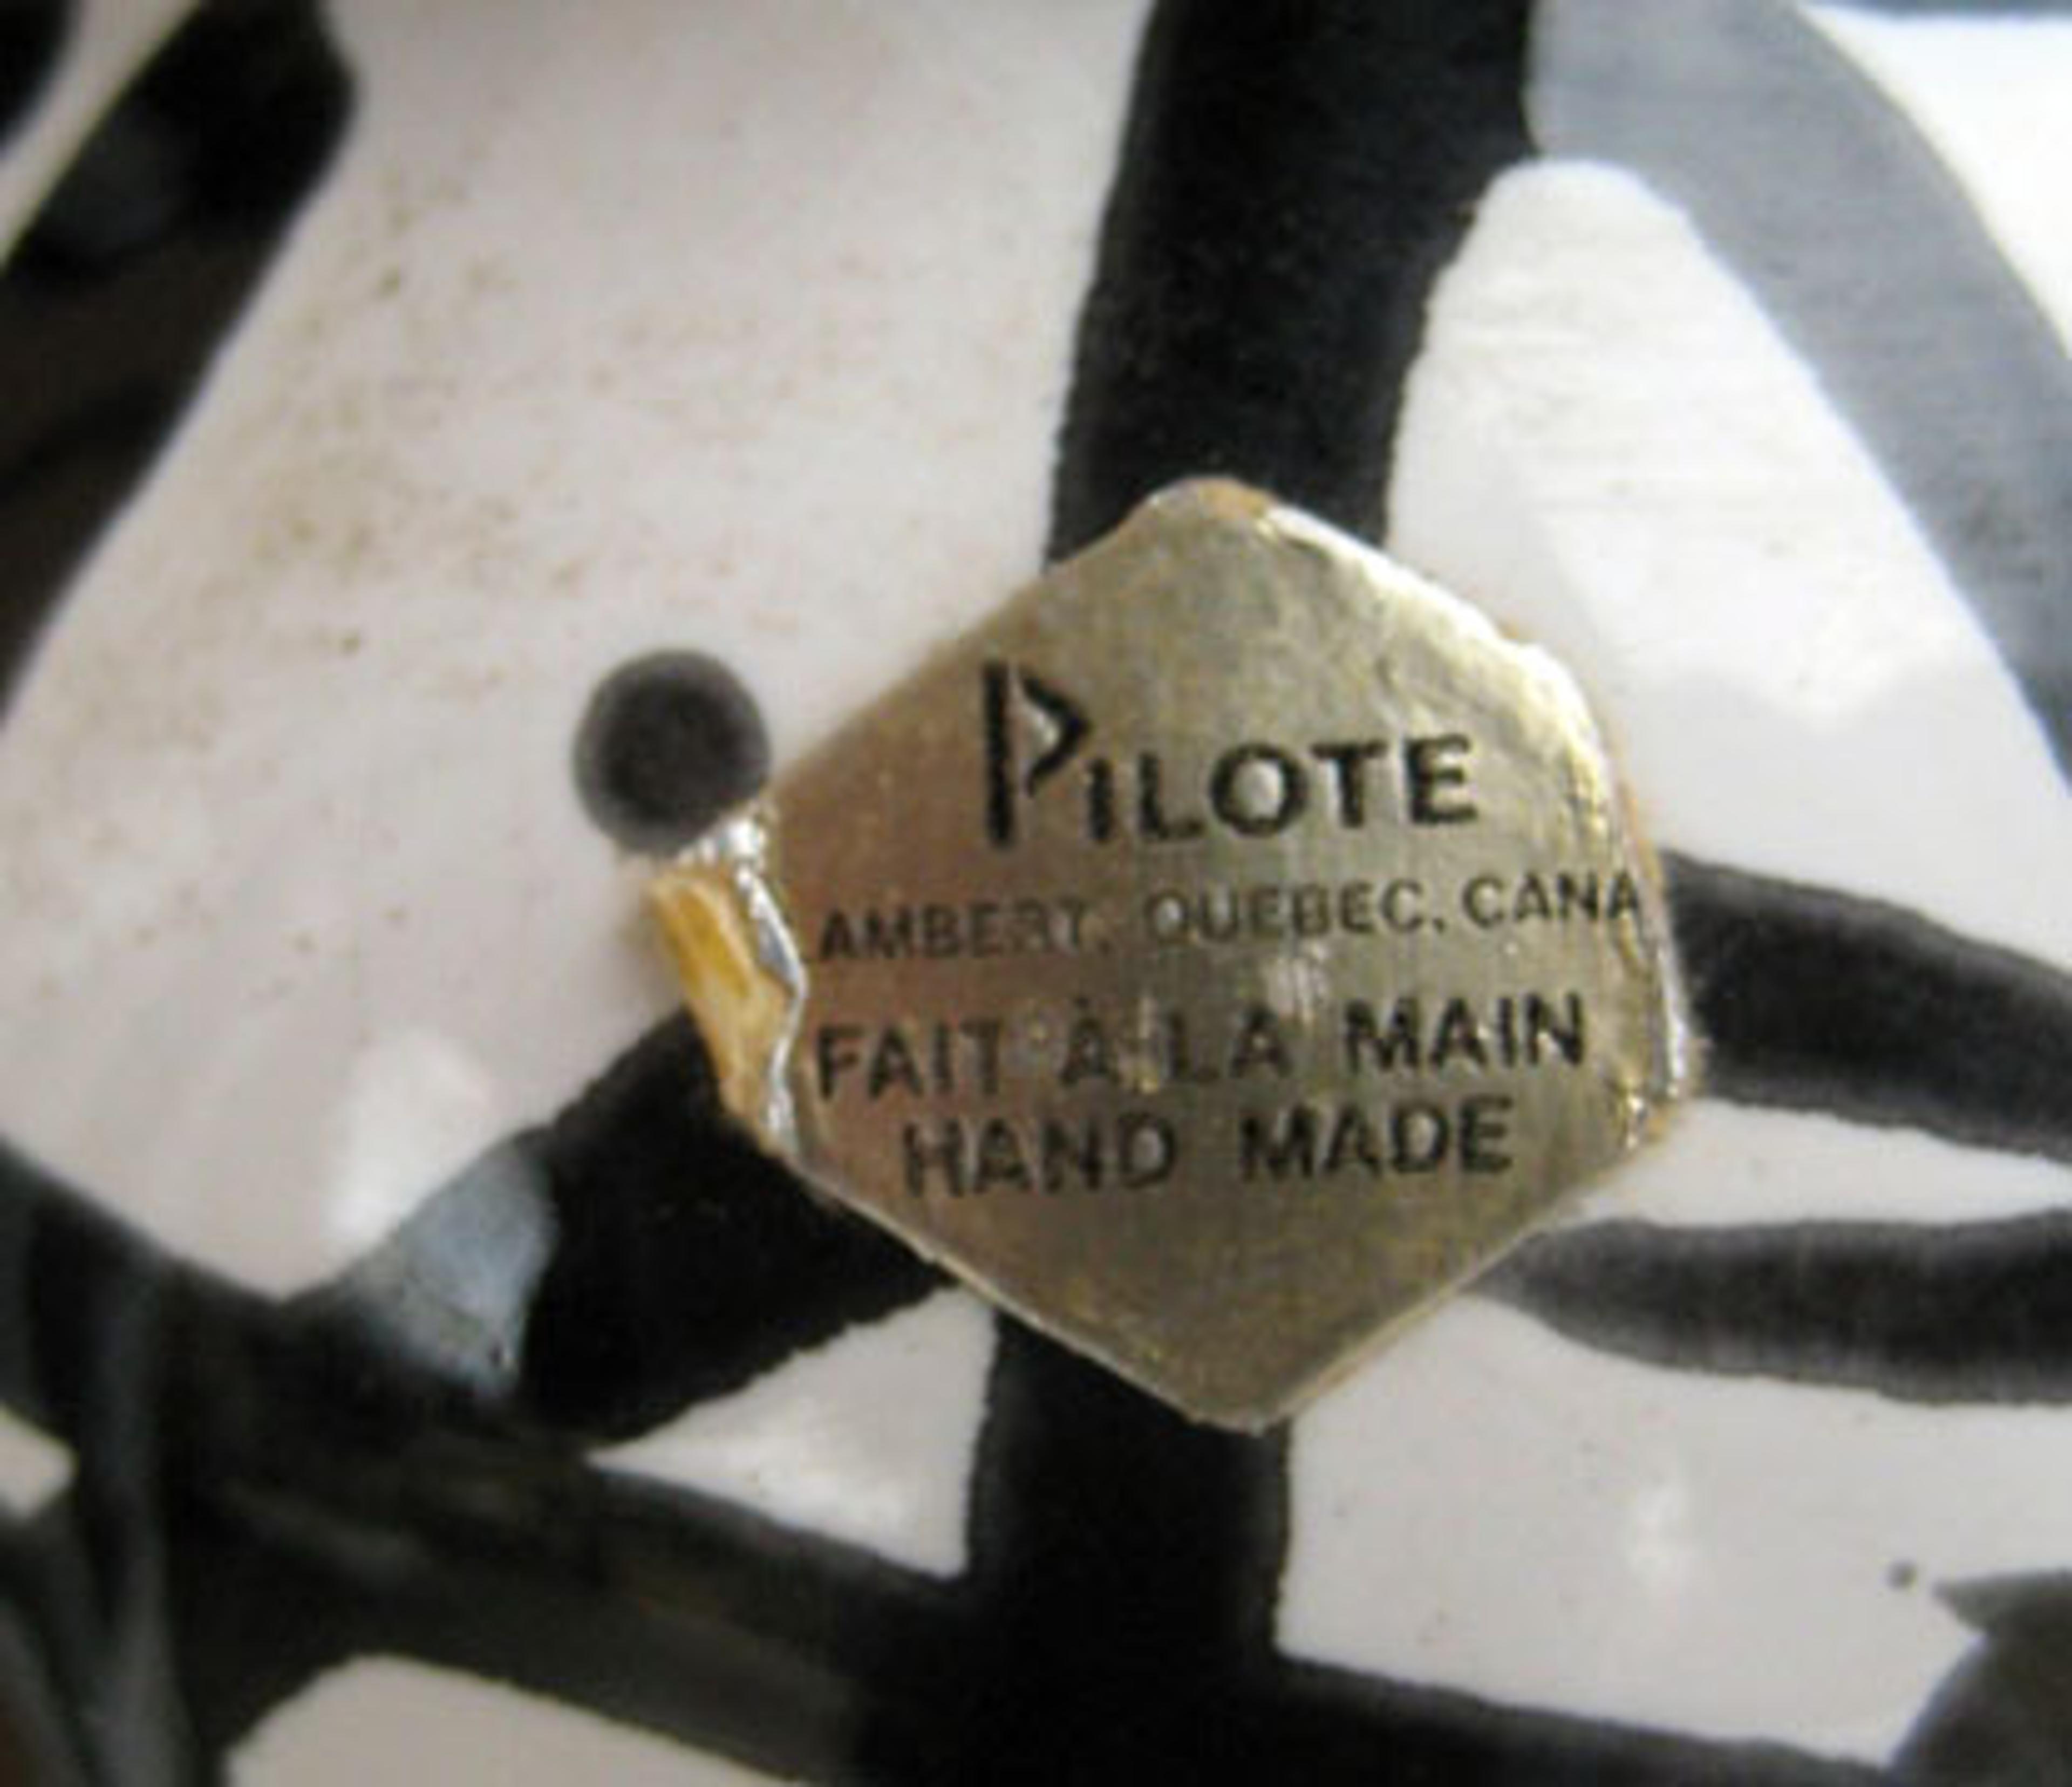 PILOTE
AMBERT, QUEBEC, CANA
FAIT À LA MAIN
HAND MADE